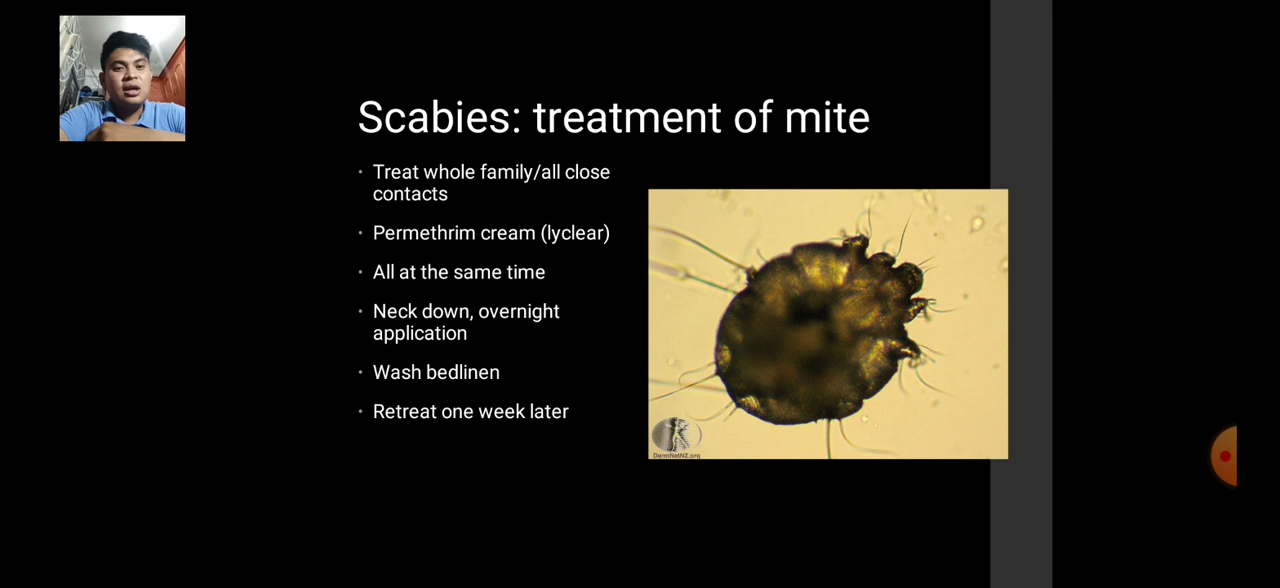 Scabies: treatment of mite
• Treat whole family/all close
contacts
• Permethrim cream (lyclear)
• All at the same time
• Neck down, overnight
application
• Wash bedlinen
• Retreat one week later
DermNetNZ.org